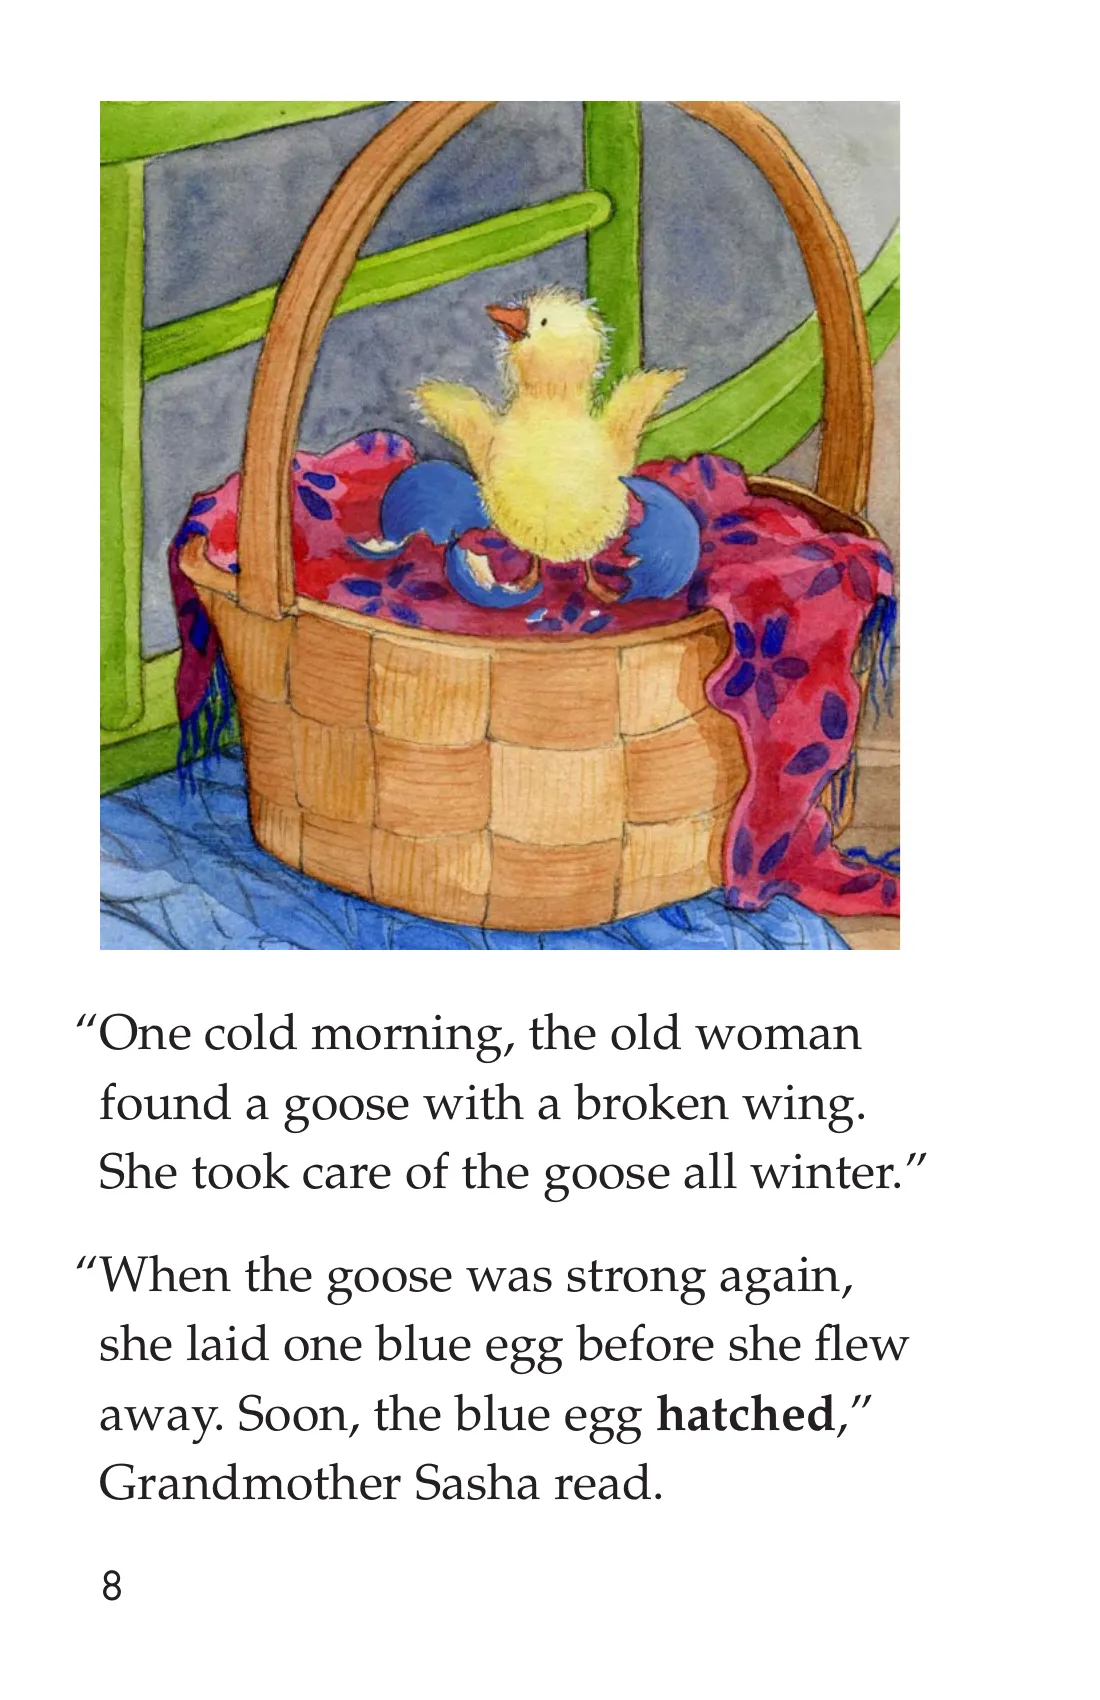 “One cold morning, the old woman
found a goose with a broken wing.
She took care of the goose all winter.”
“When the goose was strong again,
she laid one blue egg before she flew
away. Soon, the blue egg hatched,”
Grandmother Sasha read.
8